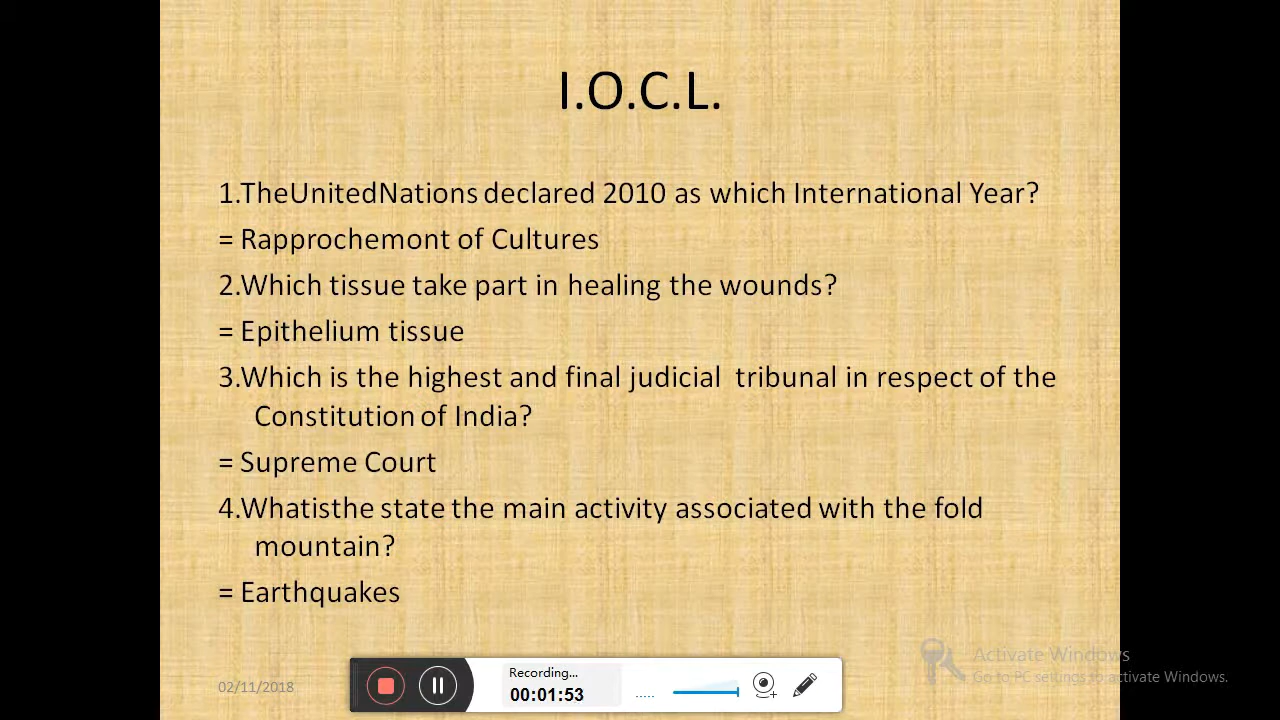 I.O.C.L.
1.TheUnitedNations declared 2010 as which International Year?
= Rapprochemont of Cultures
2.Which tissue take part in healing the wounds?
= Epithelium tissue
3.Which is the highest and final judicial tribunal in respect of the
Constitution of India?
= Supreme Court
4.Whatisthe state the main activity associated with the fold
mountain?
= Earthquakes
Activate Windows
Go to PC settings to activate Windows.
02/11/2018
Recording...
00:01:53